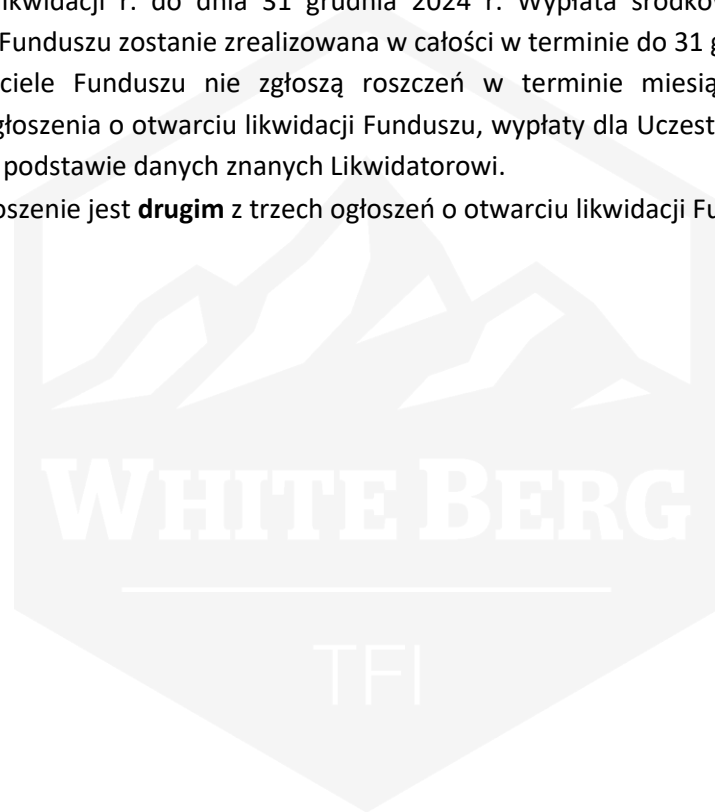 likwidacji r. do dnia 31 grudnia 2024 r. Wypłata środków
Funduszu zostanie zrealizowana w całości w terminie do 31 g
ciele Funduszu nie zgłoszą roszczeń w terminie miesią
głoszenia o otwarciu likwidacji Funduszu, wypłaty dla Uczest
podstawie danych znanych Likwidatorowi.
oszenie jest drugim z trzech ogłoszeń o otwarciu likwidacji Fu
WHITE BERG
TFI